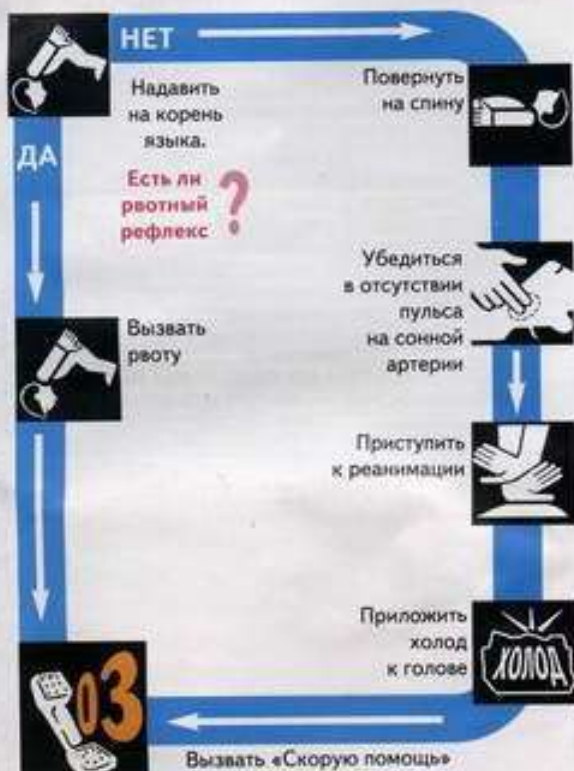 НЕТ
Надавить
на корень
языка.
Есть ли
рвотный
рефлекс
?
ДА
Вызвать
рвоту
Повернуть
на спину
Убедиться
в отсутствии
пульса
на сонной
артерии
Приступить
к реанимации
Приложить
холод
к голове
ХОЛОД
03
Вызвать «Скорую помощь»